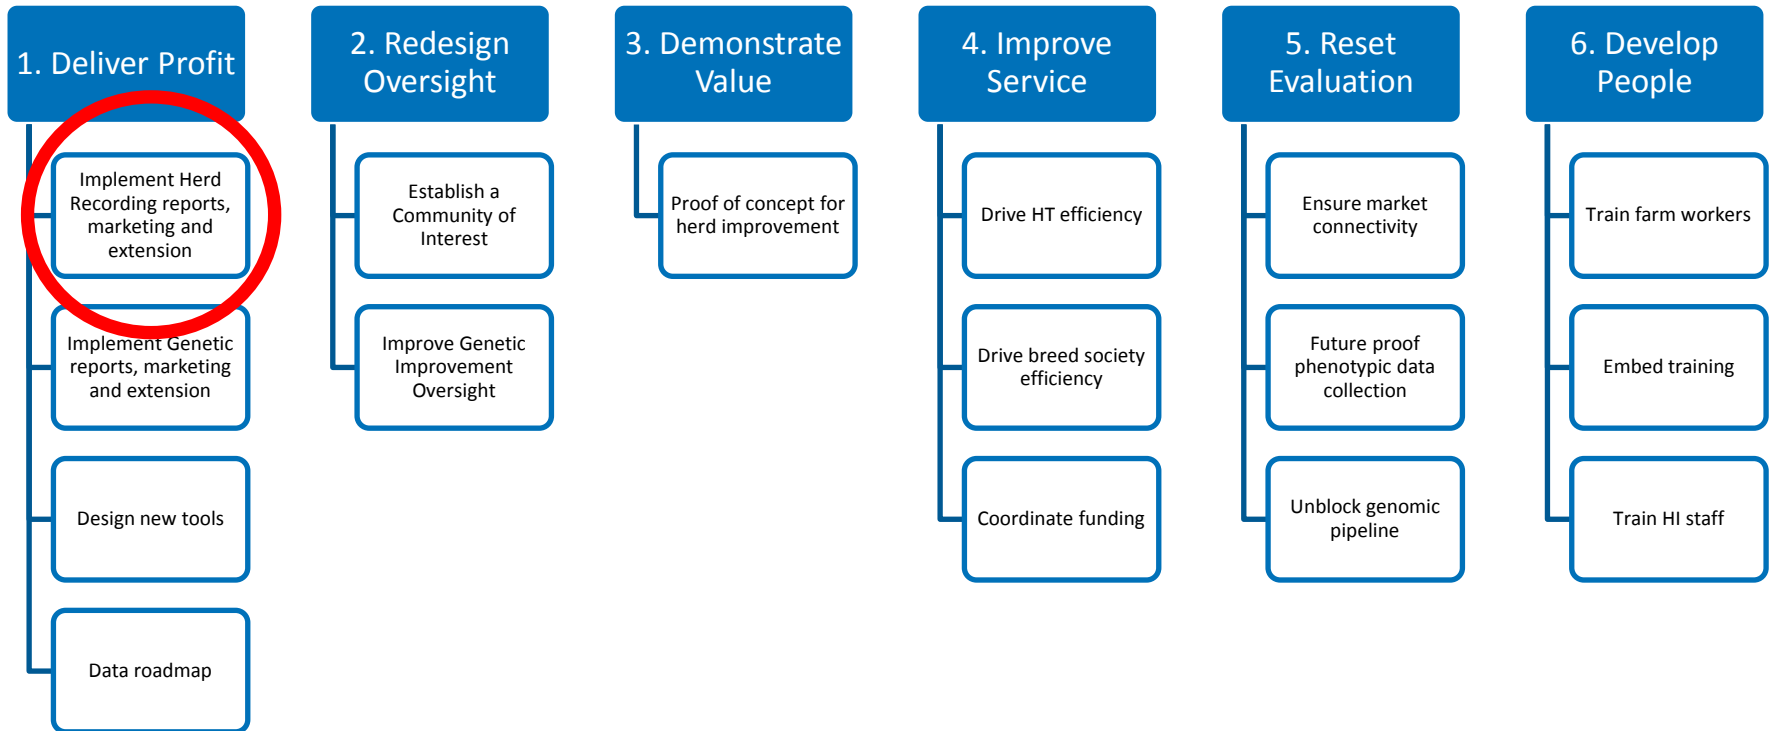 1. Deliver Profit
Implement Herd
Recording reports,
marketing and
extension
Implement Genetic
reports, marketing
and extension
Design new tools
Data roadmap
2. Redesign
Oversight
Establish a
Community of
Interest
Improve Genetic
Improvement
Oversight
3. Demonstrate
Value
Proof of concept for
herd improvement
4. Improve
Service
Drive HT efficiency
Drive breed society
efficiency
Coordinate funding
5. Reset
Evaluation
Ensure market
connectivity
Future proof
phenotypic data
collection
Unblock genomic
pipeline
6. Develop
People
Train farm workers
Embed training
Train HI staff